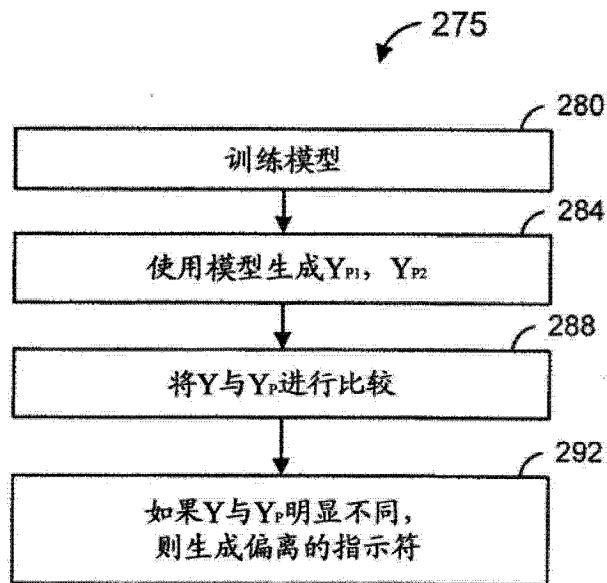 275
280
训练模型
284
使用模型生成YP1, YP2
288
将Y与YP进行比较
292
如果Y与YP明显不同,
则生成偏离的指示符